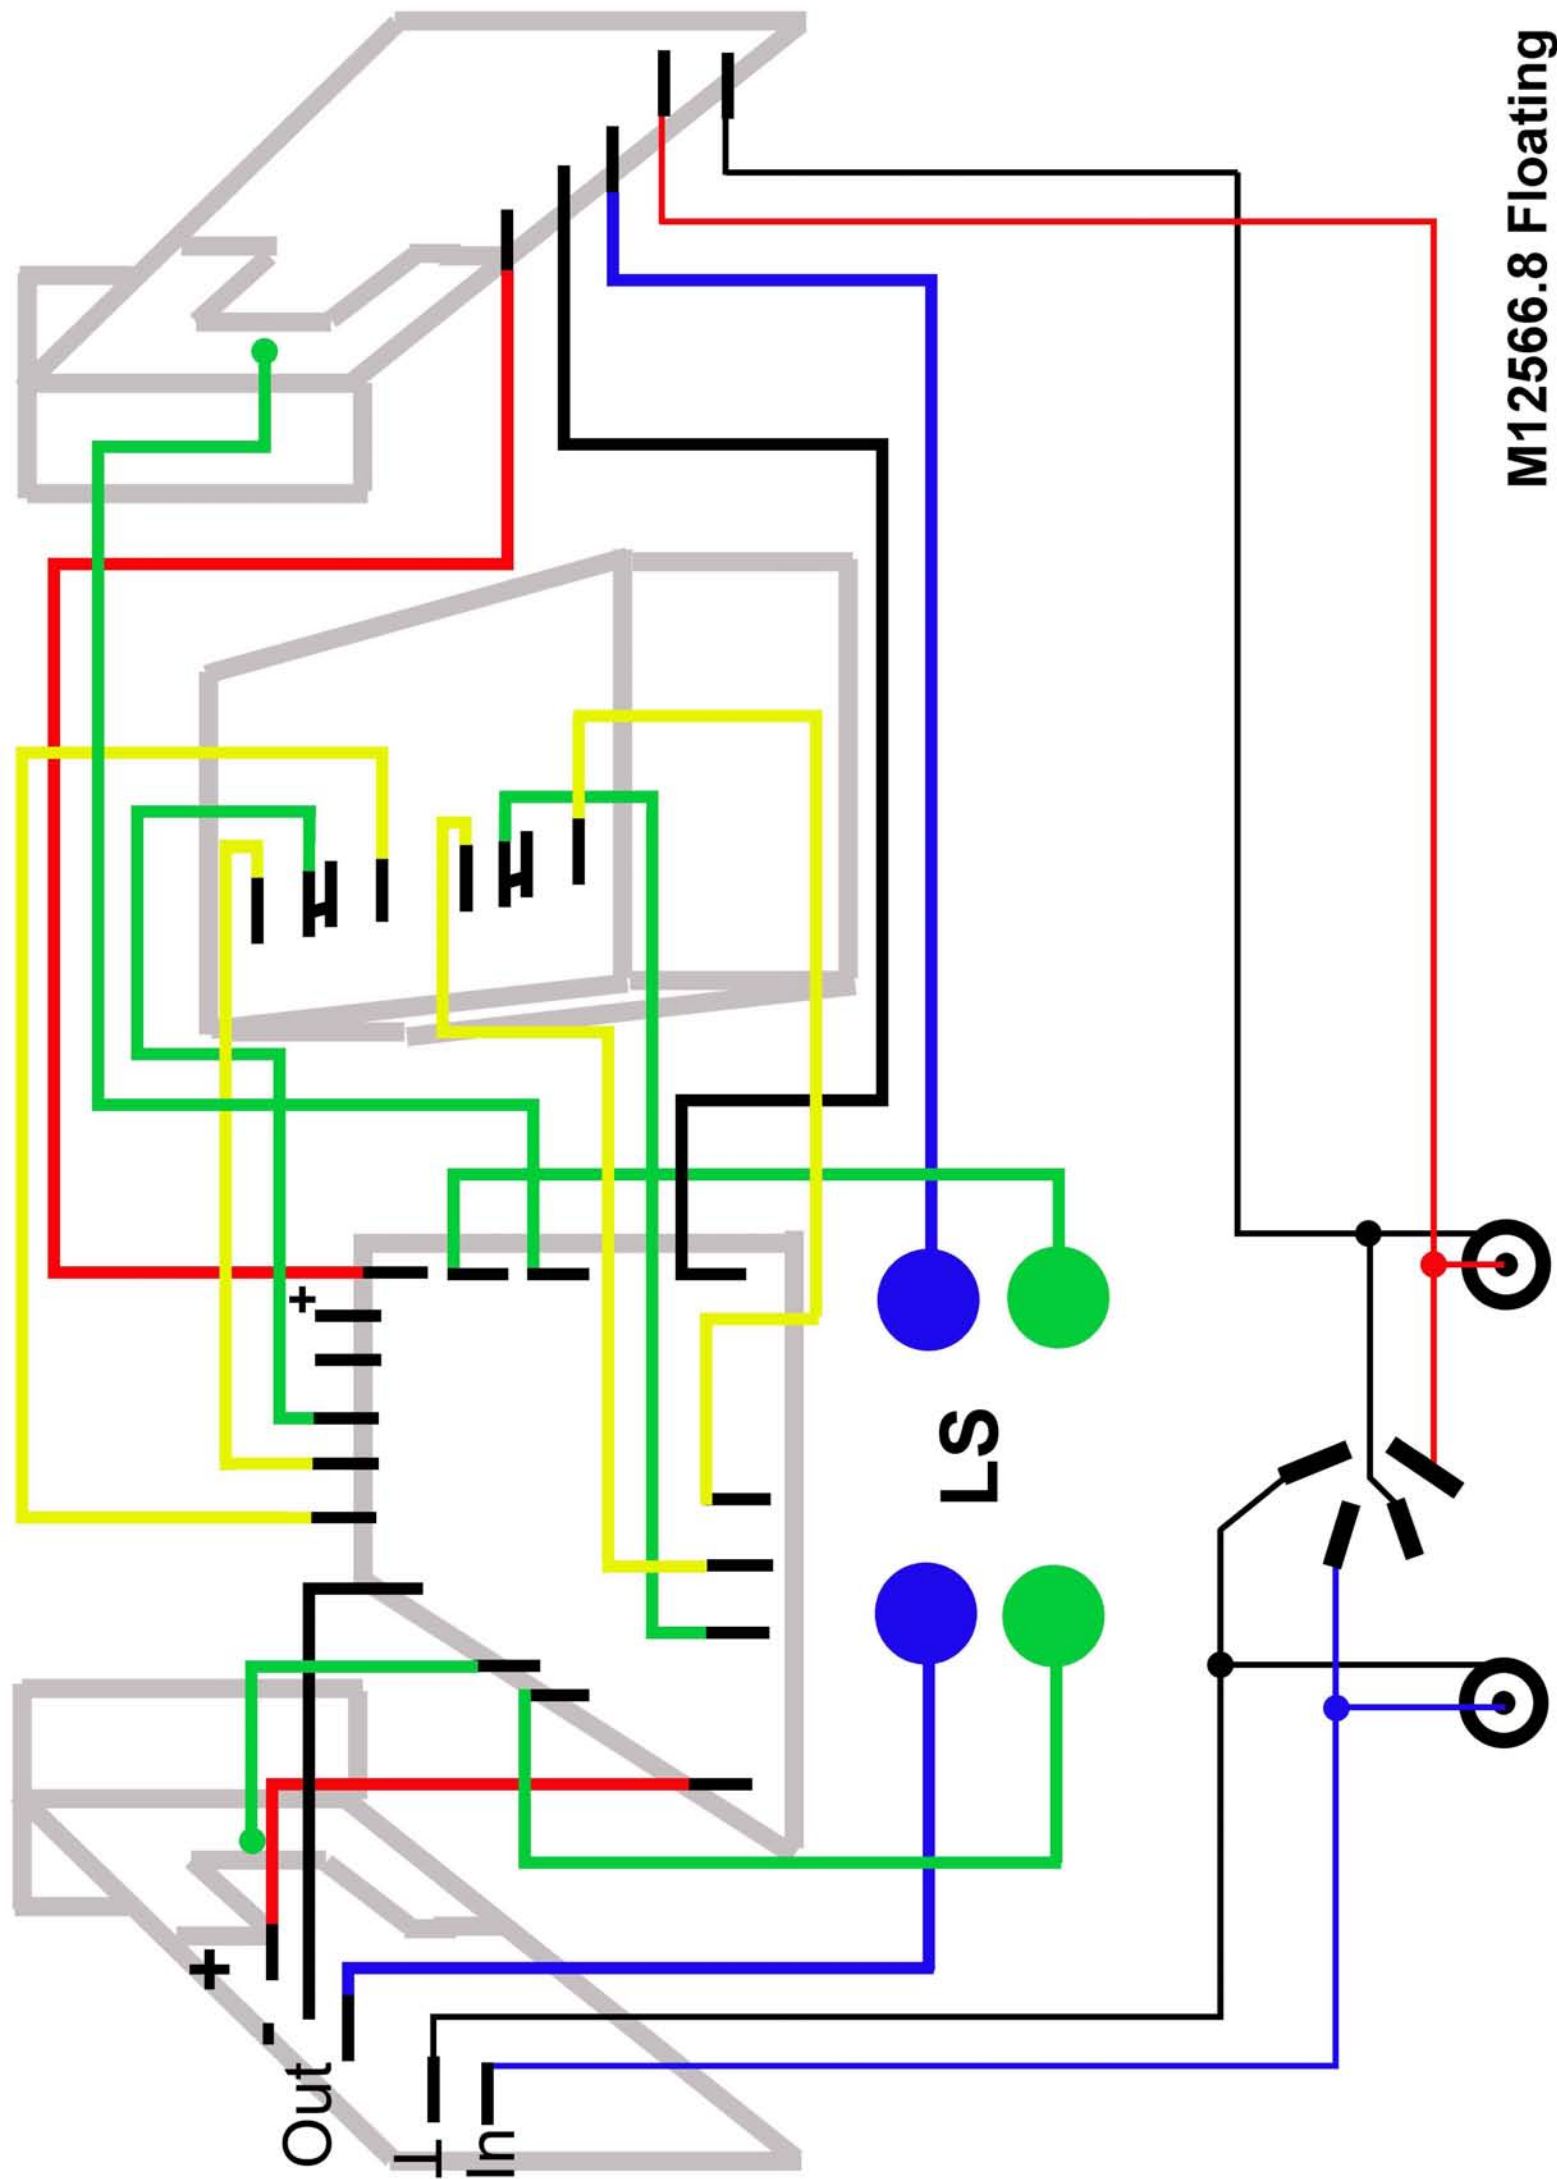 M12566.8 Floating
+
LS
+
-
Out
⊥
In